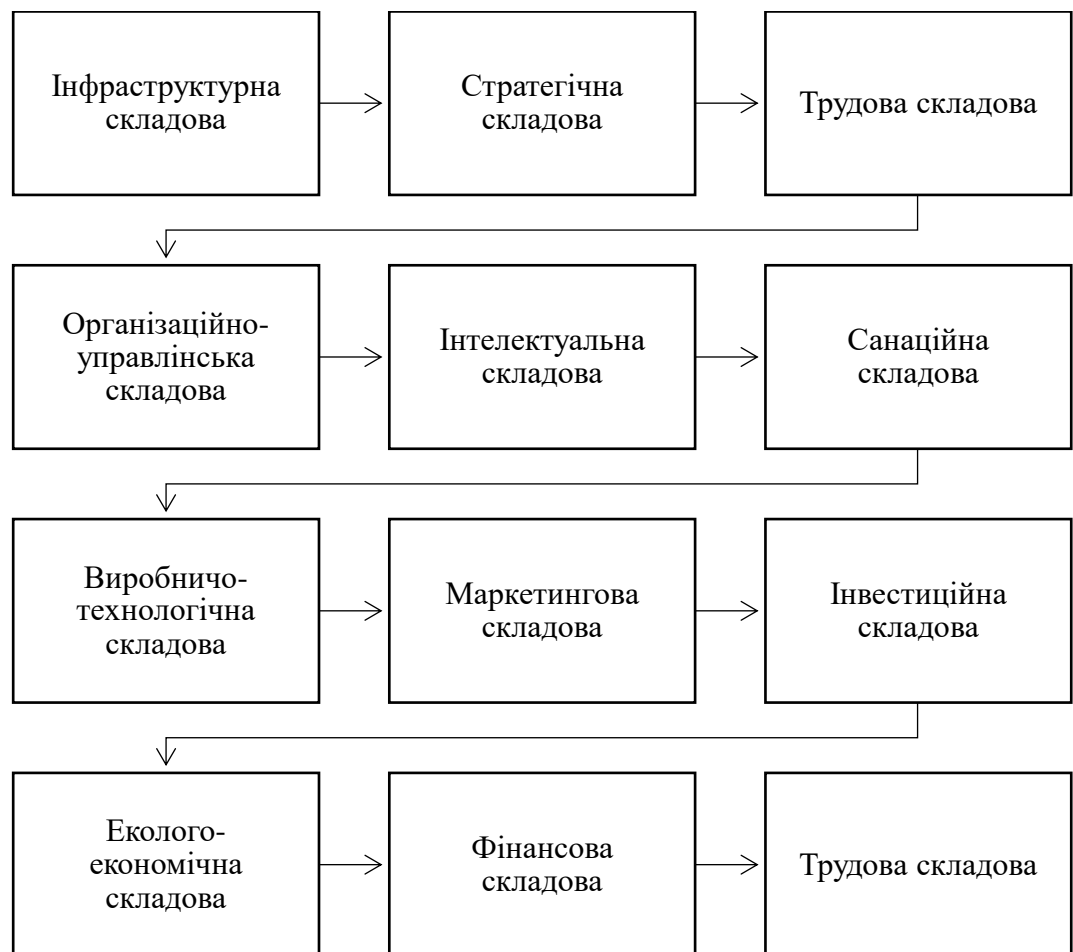 Інфраструктурна
складова
Стратегічна
складова
Трудова складова
Організаційно-
управлінська
складова
Інтелектуальна
складова
Санаційна
складова
Виробничо-
технологічна
складова
Маркетингова
складова
Інвестиційна
складова
Еколого-
економічна
складова
Фінансова
складова
Трудова складова